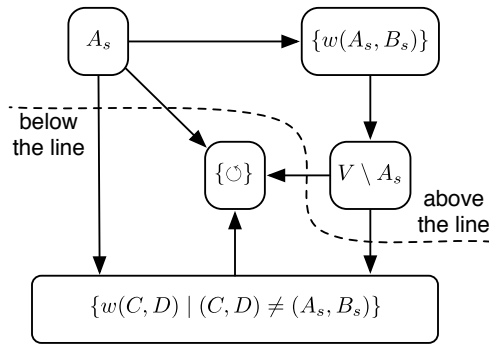 A_s
{w(A_s, B_s)}
below
the line
{↺}
V \ A_s
above
the line
{w(C, D) | (C, D) ≠ (A_s, B_s)}